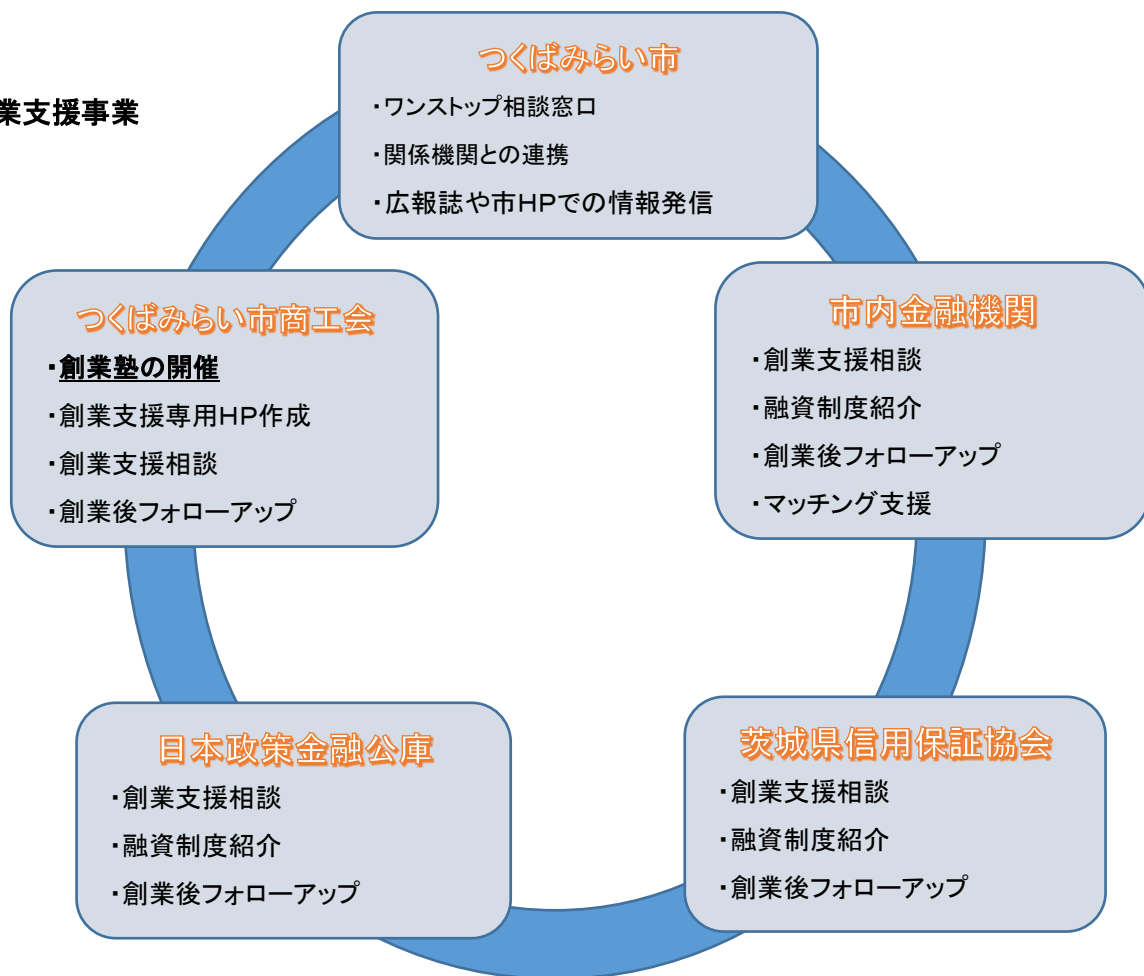 業支援事業
つくばみらい市
・ワンストップ相談窓口
・関係機関との連携
・広報誌や市HPでの情報発信
つくばみらい市商工会
・創業塾の開催
・創業支援専用HP作成
・創業支援相談
・創業後フォローアップ
市内金融機関
・創業支援相談
・融資制度紹介
・創業後フォローアップ
・マッチング支援
日本政策金融公庫
・創業支援相談
・融資制度紹介
・創業後フォローアップ
茨城県信用保証協会
・創業支援相談
・融資制度紹介
・創業後フォローアップ